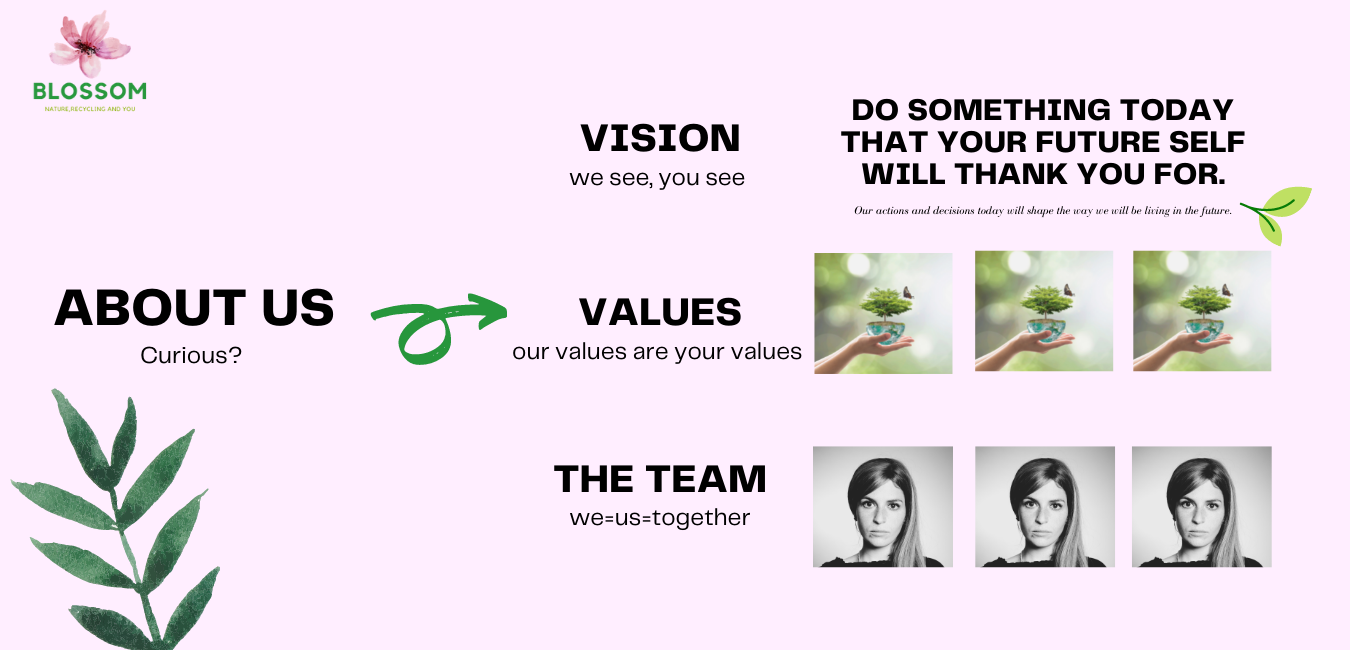 BLOSSOM
NATURE,RECYCLING AND YOU
ABOUT US
Curious?
VISION
we see, you see
DO SOMETHING TODAY
THAT YOUR FUTURE SELF
WILL THANK YOU FOR.
Our actions and decisions today will shape the way we will be living in the future.
VALUES
our values are your values
THE TEAM
we=us=together